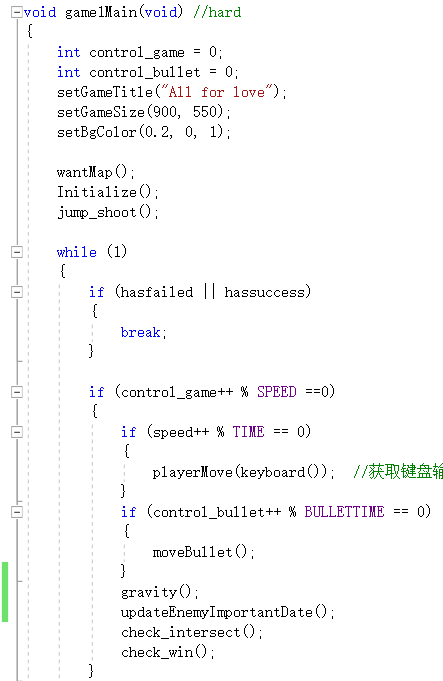 void game1Main(void) //hard
{
int control_game = 0;
int control_bullet = 0;
setGameTitle("All for love");
setGameSize(900, 550);
setBgColor(0.2, 0, 1);
wantMap();
Initialize();
jump_shoot();
while (1)
{
if (hasfailed || hassuccess)
{
break;
}
if (control_game++ % SPEED ==0)
{
if (speed++ % TIME == 0)
{
playerMove(keyboard()); //获取键盘输
}
if (control_bullet++ % BULLETTIME == 0)
{
moveBullet();
}
gravity();
updateEnemyImportantDate();
check_intersect();
check_win();
}